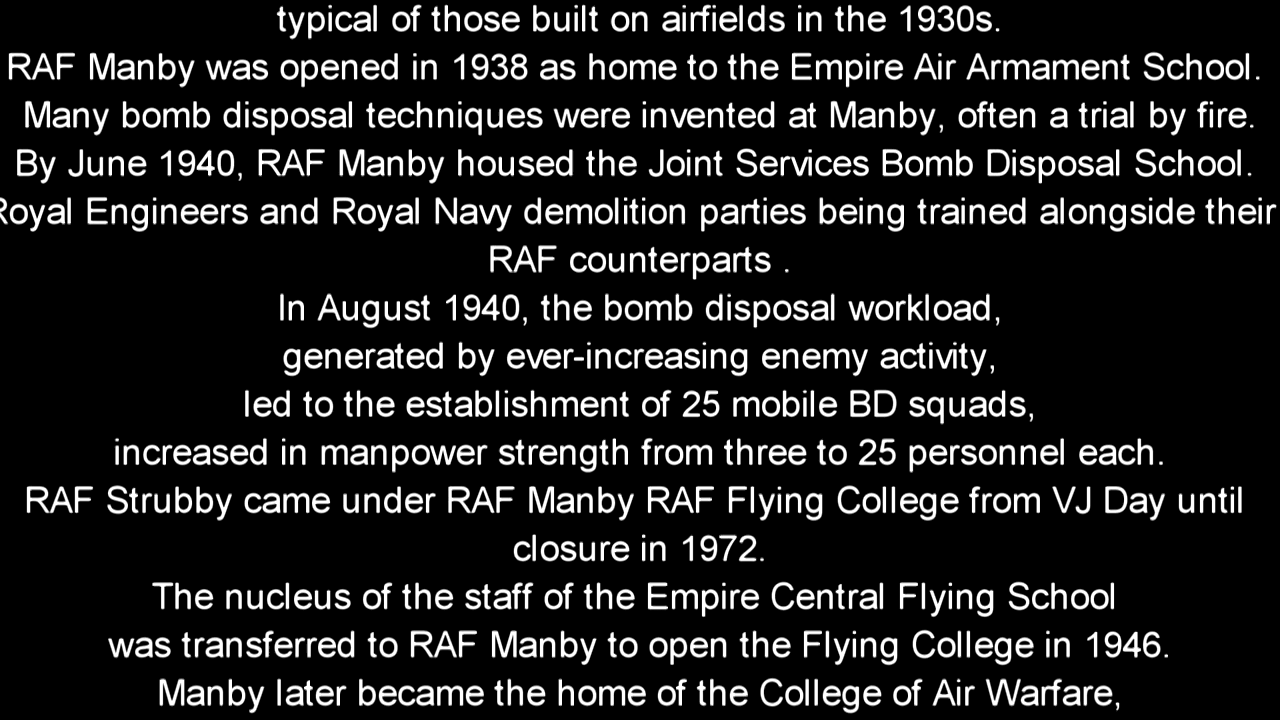 typical of those built on airfields in the 1930s.
RAF Manby was opened in 1938 as home to the Empire Air Armament School.
Many bomb disposal techniques were invented at Manby, often a trial by fire.
By June 1940, RAF Manby housed the Joint Services Bomb Disposal School.
Royal Engineers and Royal Navy demolition parties being trained alongside their
RAF counterparts .
In August 1940, the bomb disposal workload,
generated by ever-increasing enemy activity,
led to the establishment of 25 mobile BD squads,
increased in manpower strength from three to 25 personnel each.
RAF Strubby came under RAF Manby RAF Flying College from VJ Day until
closure in 1972.
The nucleus of the staff of the Empire Central Flying School
was transferred to RAF Manby to open the Flying College in 1946.
Manby later became the home of the College of Air Warfare,